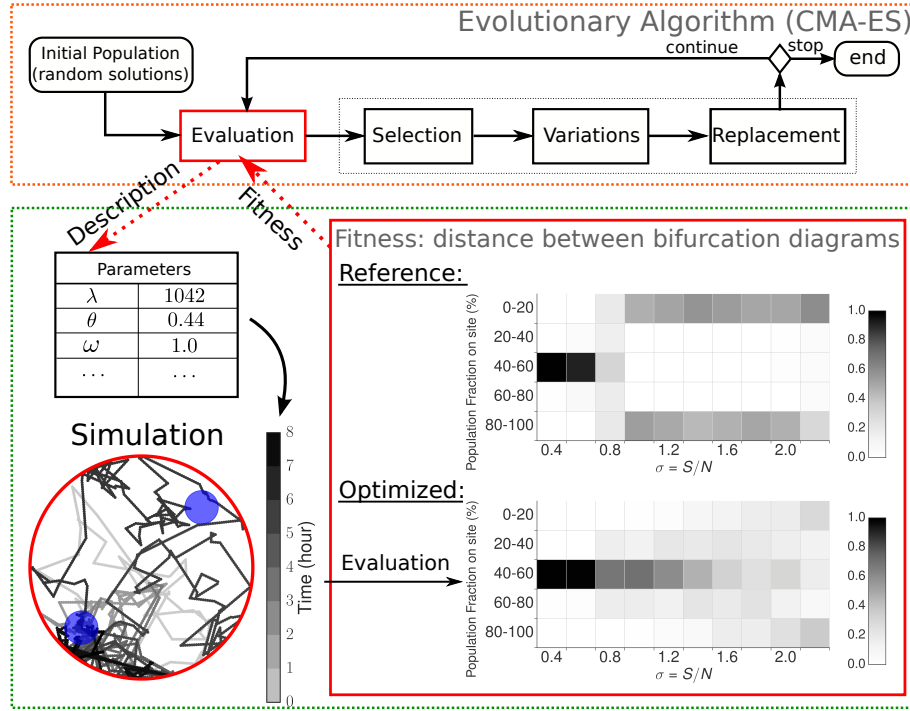 Evolutionary Algorithm (CMA-ES)
Initial Population
(random solutions)
continue
stop
end
Evaluation
Selection
Variations
Replacement
Description
Fitness
Parameters
λ 1042
θ 0.44
ω 1.0
... ...
Simulation
Time (hour)
8
7
6
5
4
3
2
1
0
Evaluation
Fitness: distance between bifurcation diagrams
Reference:
Population Fraction on site (%)
0-20
20-40
40-60
60-80
80-100
0.4 0.8 1.2 1.6 2.0
σ = S/N
1.0
0.8
0.6
0.4
0.2
0.0
Optimized:
Population Fraction on site (%)
0-20
20-40
40-60
60-80
80-100
0.4 0.8 1.2 1.6 2.0
σ = S/N
1.0
0.8
0.6
0.4
0.2
0.0